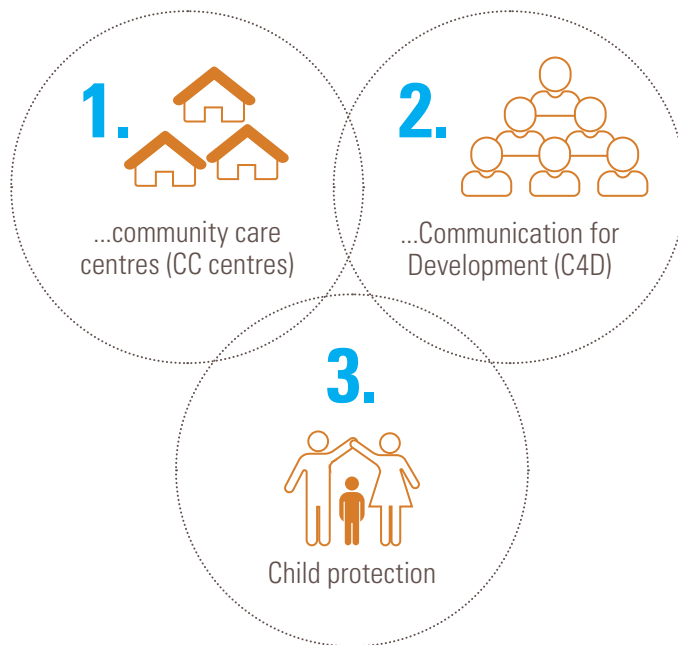 1.
...community care
centres (CC centres)
2.
...Communication for
Development (C4D)
3.
Child protection